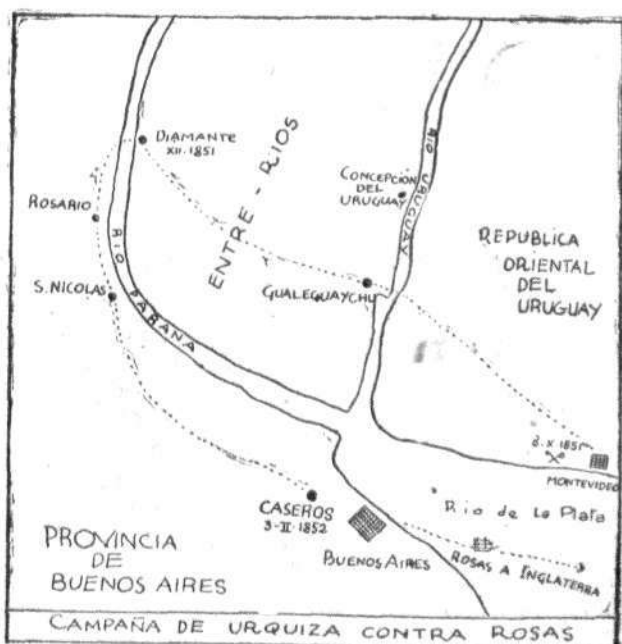 DIAMANTE
XII·1851
ENTRE-RIOS
CONCEPCION
DEL
URUGUAY
RIO URUGUAY
ROSARIO
REPUBLICA
ORIENTAL
DEL
URUGUAY
S. NICOLAS
GUALEGUAYCHU
RIO PARANA
8·X·1851
MONTEVIDEO
CASEROS
3-II-1852
Rio de La Plata
BUENOS AIRES
ROSAS A INGLATERRA
PROVINCIA
DE
BUENOS AIRES
CAMPAÑA DE URQUIZA CONTRA ROSAS